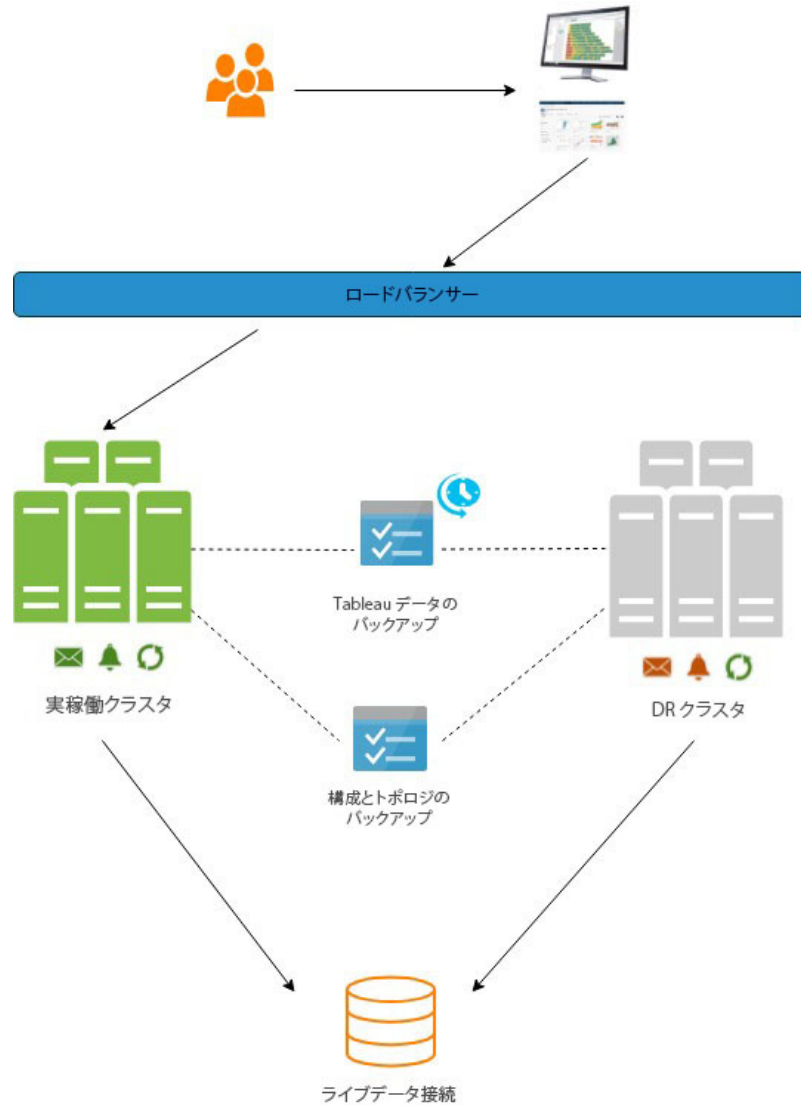 ロードバランサー
Tableau データの
バックアップ
実稼働クラスタ
DR クラスタ
構成とトポロジの
バックアップ
ライブデータ接続